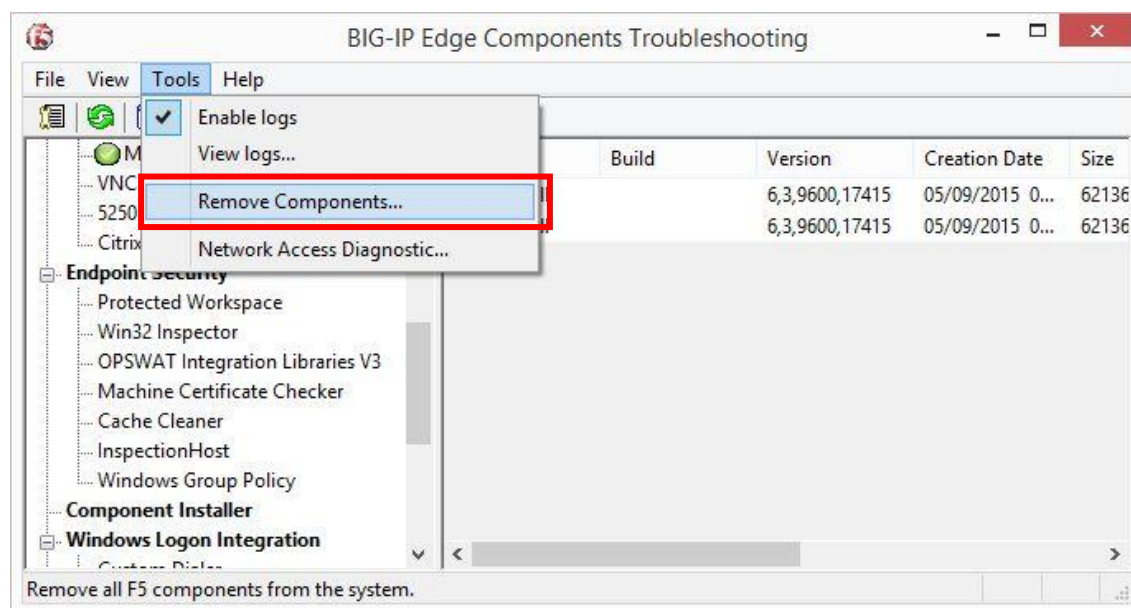 BIG-IP Edge Components Troubleshooting
File View Tools Help
Enable logs
View logs...
Remove Components...
Network Access Diagnostic...
Build Version Creation Date Size
6,3,9600,17415 05/09/2015 0... 62136
6,3,9600,17415 05/09/2015 0... 62136
VNC
5250
Citrix
Endpoint Security
Protected Workspace
Win32 Inspector
OPSWAT Integration Libraries V3
Machine Certificate Checker
Cache Cleaner
InspectionHost
Windows Group Policy
Component Installer
Windows Logon Integration
Remove all F5 components from the system.